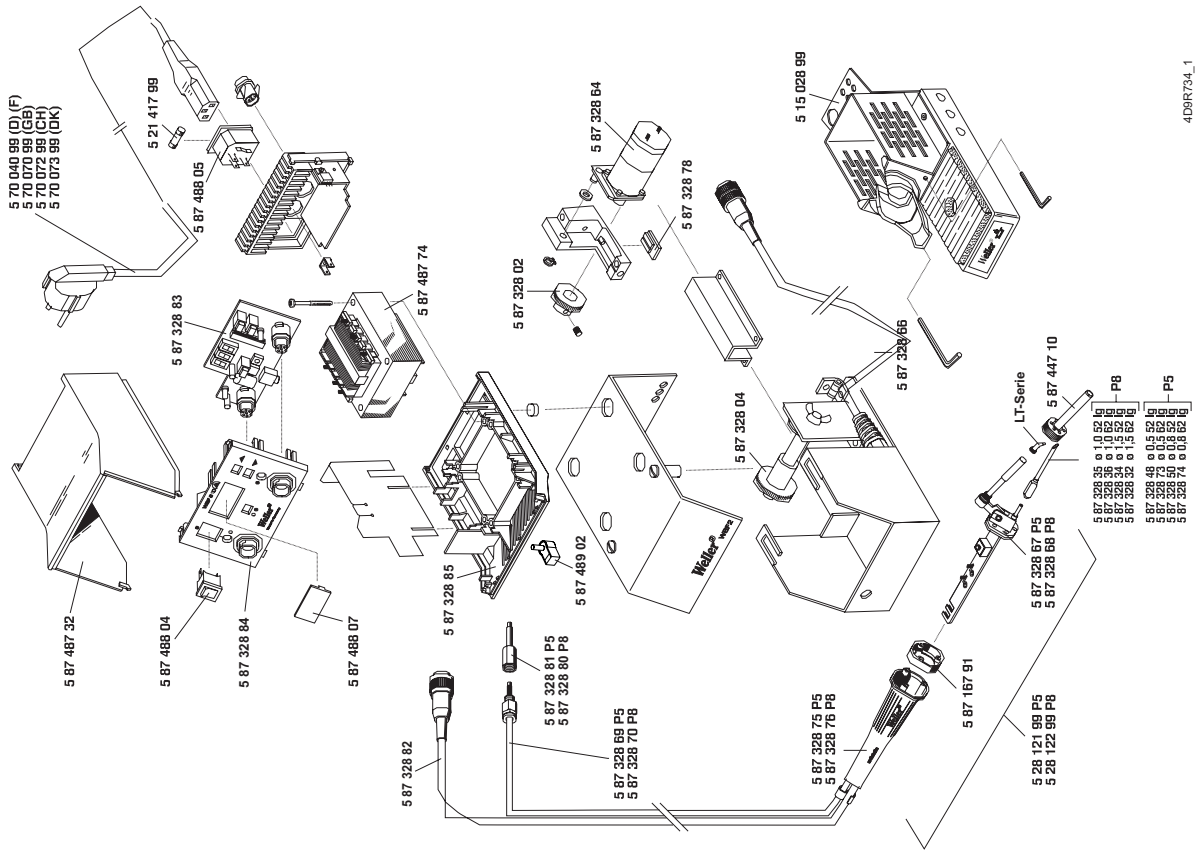 5 70 040 99 (D) (F)
5 70 070 99 (GB)
5 70 072 99 (CH)
5 70 073 99 (DK)
5 21 417 99
5 87 488 05
5 87 328 83
5 87 487 74
5 87 487 32
5 87 488 04
5 87 328 84
5 87 488 07
Weller
5 87 328 85
5 87 489 02
5 87 328 82
5 87 328 81 P5
5 87 328 80 P8
5 87 328 69 P5
5 87 328 70 P8
5 87 328 64
5 87 328 78
5 87 328 02
5 15 028 99
Weller
5 87 328 66
5 87 328 04
Weller
WSF2
LT-Serie
5 87 447 10
P8
5 87 328 35 ø 1,0 52 lg
5 87 328 36 ø 1,0 62 lg
5 87 328 34 ø 1,5 52 lg
5 87 328 32 ø 1,5 62 lg
P5
5 87 328 48 ø 0,5 52 lg
5 87 328 73 ø 0,5 62 lg
5 87 328 50 ø 0,8 52 lg
5 87 328 74 ø 0,8 62 lg
5 87 328 67 P5
5 87 328 68 P8
5 87 167 91
Weller
5 87 328 75 P5
5 87 328 76 P8
5 28 121 99 P5
5 28 122 99 P8
4D9R734_1